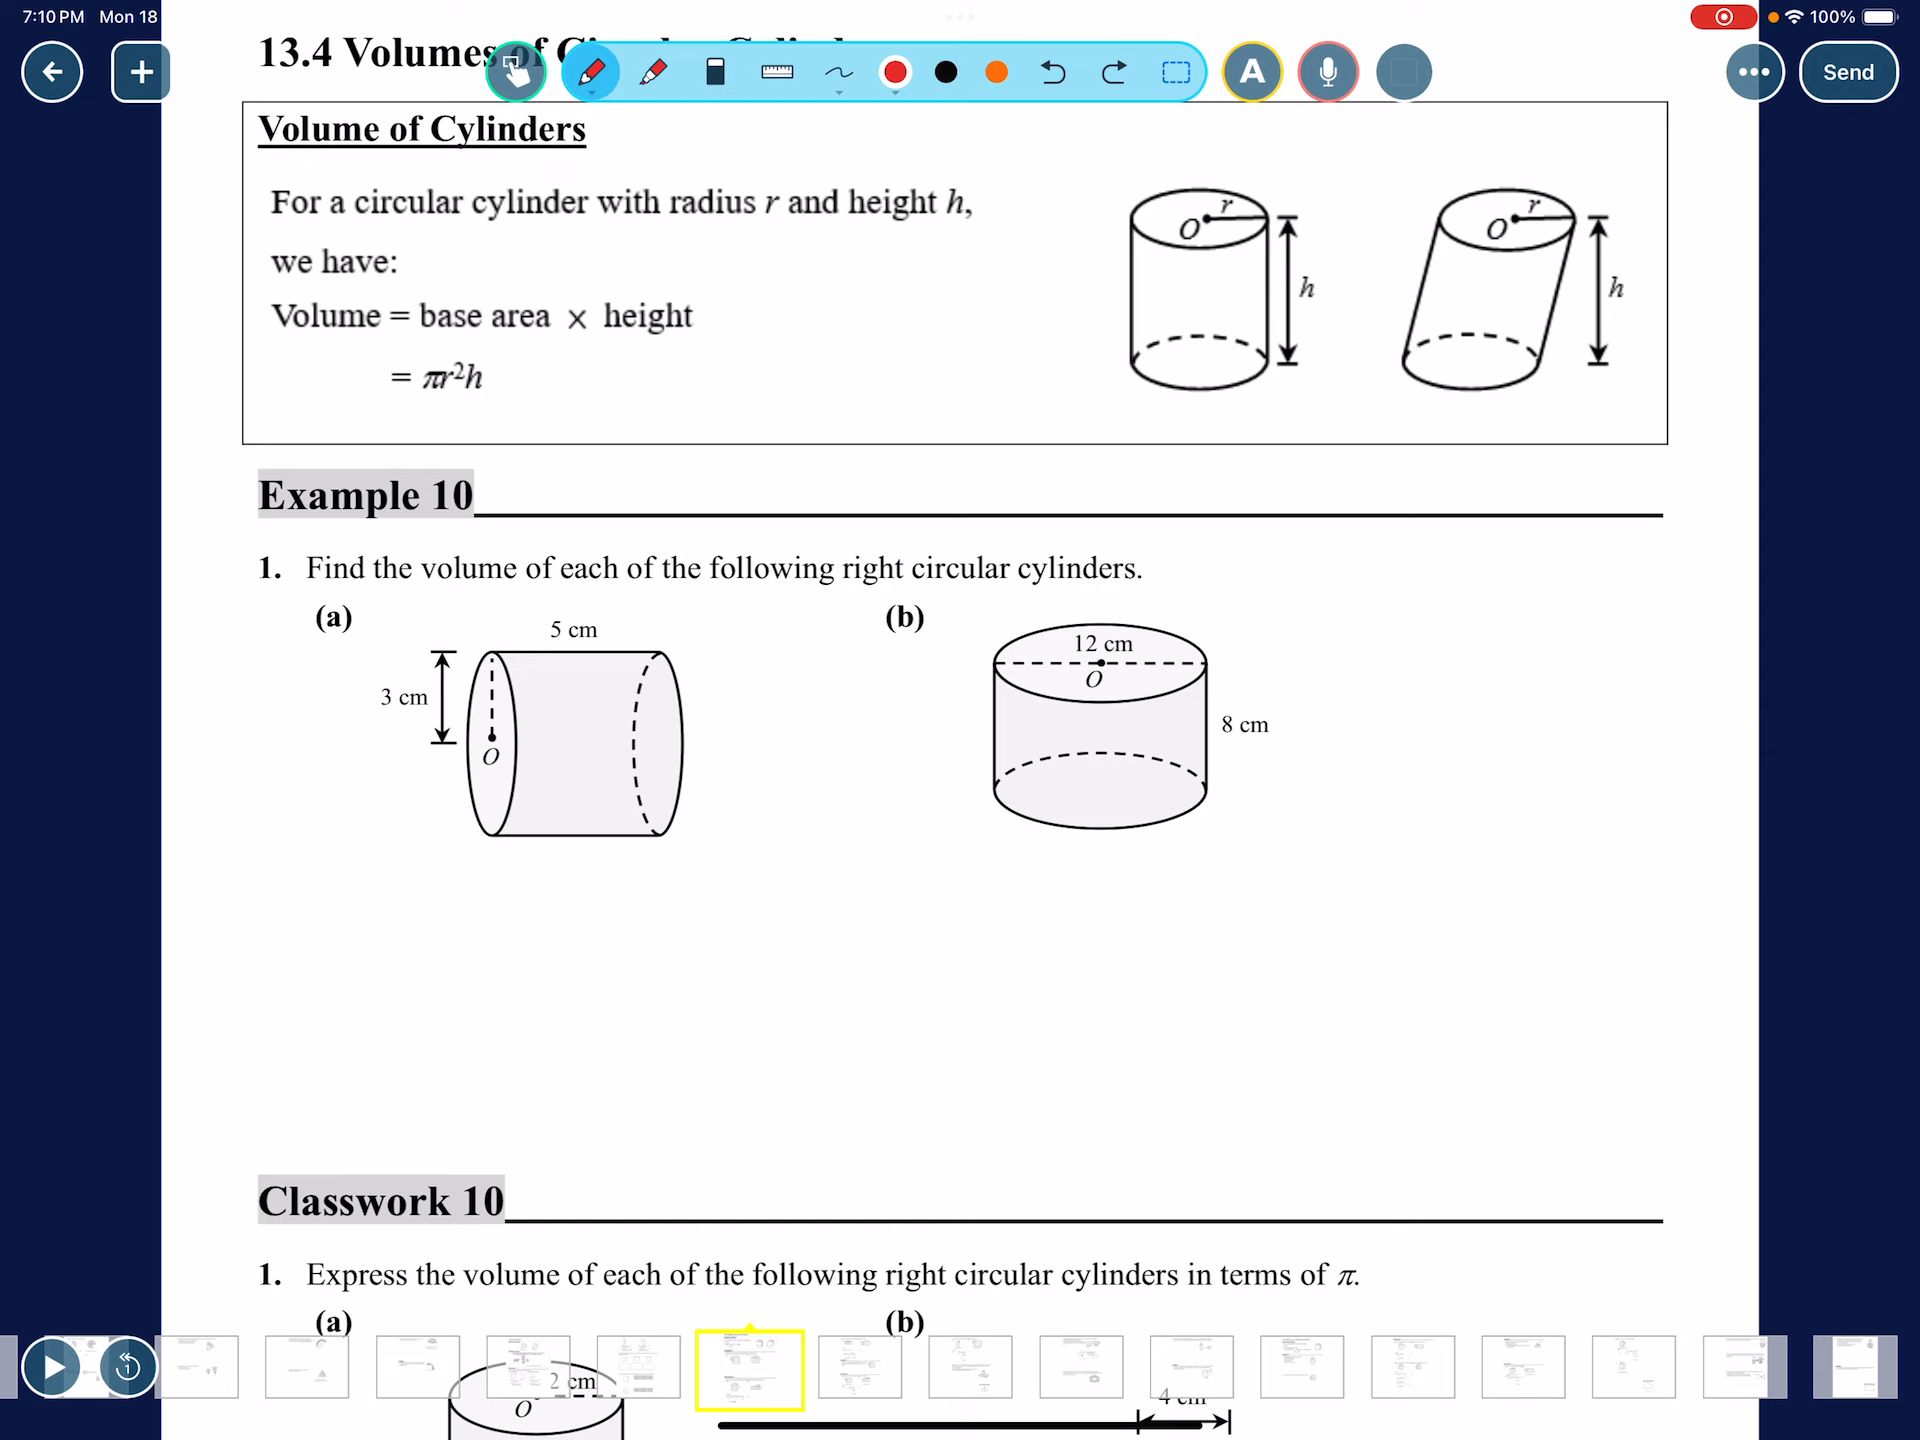 7:10 PM Mon 18
100%
13.4 Volumes of
A
Send
Volume of Cylinders
For a circular cylinder with radius r and height h,
we have:
Volume = base area × height
= πr²h
O r
h
O r
h
Example 10
1. Find the volume of each of the following right circular cylinders.
(a)
5 cm
3 cm
O
(b)
12 cm
O
8 cm
Classwork 10
1. Express the volume of each of the following right circular cylinders in terms of π.
(a)
(b)
1
2 cm
O
4 cm